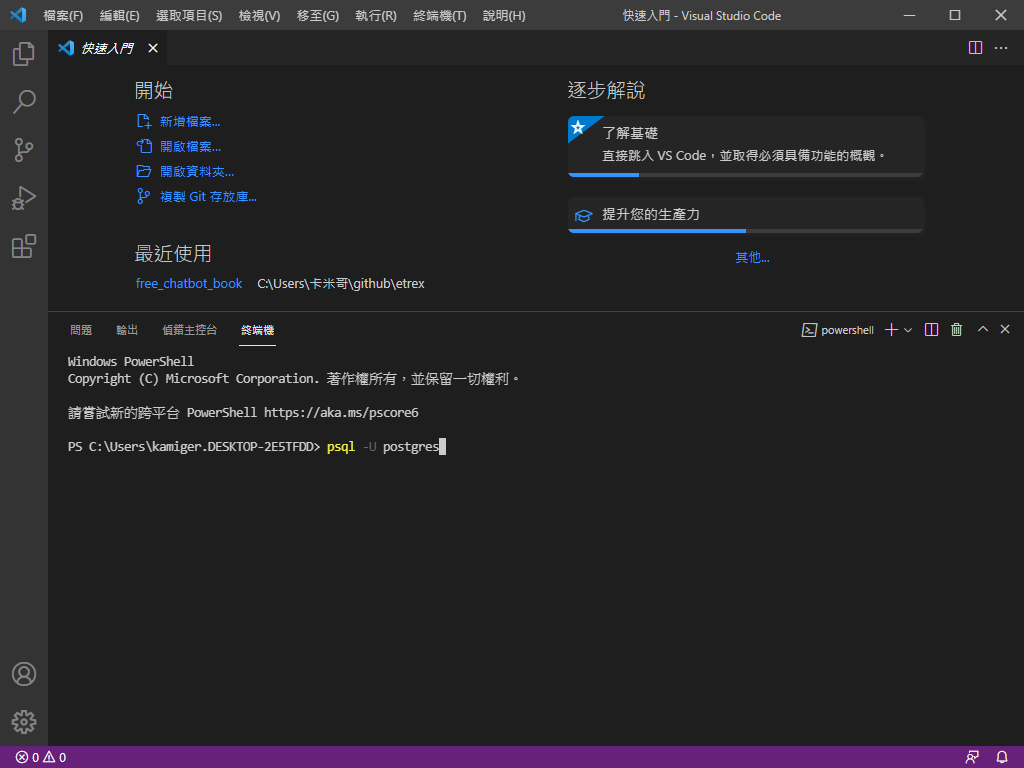 檔案(F) 編輯(E) 選取項目(S) 檢視(V) 移至(G) 執行(R) 終端機(T) 說明(H) 快速入門 - Visual Studio Code
快速入門
開始
新增檔案...
開啟檔案...
開啟資料夾...
複製 Git 存放庫...
最近使用
free_chatbot_book C:\Users\卡米哥\github\etrex
逐步解說
了解基礎
直接跳入 VS Code，並取得必須具備功能的概觀。
提升您的生產力
其他...
問題 輸出 偵錯主控台 終端機 powershell
Windows PowerShell
Copyright (C) Microsoft Corporation. 著作權所有，並保留一切權利。
請嘗試新的跨平台 PowerShell https://aka.ms/pscore6
PS C:\Users\kamiger.DESKTOP-2E5TFDD> psql -U postgres
0 0